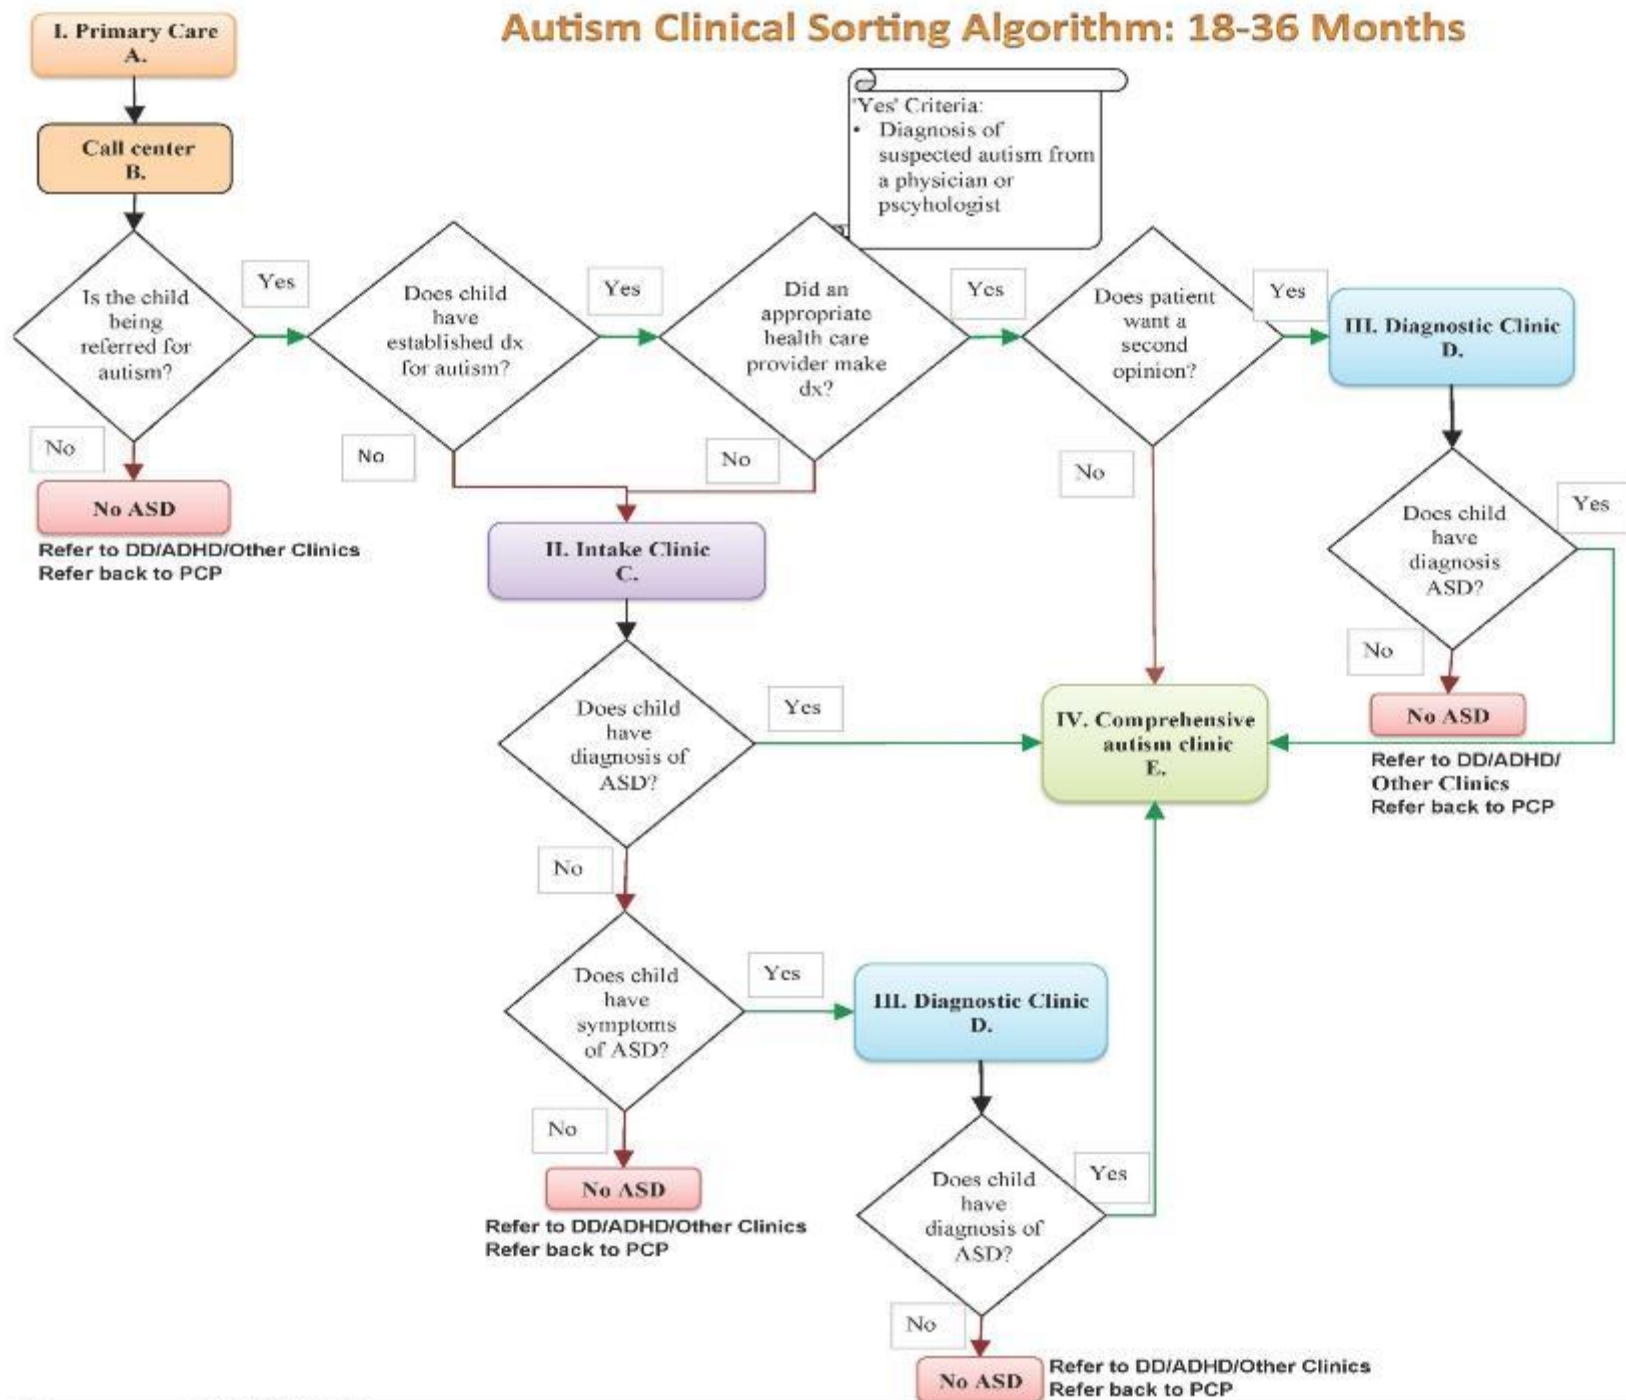 Autism Clinical Sorting Algorithm: 18-36 Months
I. Primary Care
A.
Call center
B.
'Yes' Criteria:
• Diagnosis of
suspected autism from
a physician or
pscyhologist
Is the child
being
referred for
autism?
Yes
No
Does child
have
established dx
for autism?
Yes
No
Did an
appropriate
health care
provider make
dx?
Yes
No
Does patient
want a
second
opinion?
Yes
No
III. Diagnostic Clinic
D.
No ASD
Refer to DD/ADHD/Other Clinics
Refer back to PCP
II. Intake Clinic
C.
Does child
have
diagnosis
ASD?
Yes
No
No ASD
Refer to DD/ADHD/
Other Clinics
Refer back to PCP
Does child
have
diagnosis of
ASD?
Yes
No
IV. Comprehensive
autism clinic
E.
Does child
have
symptoms
of ASD?
Yes
No
III. Diagnostic Clinic
D.
No ASD
Refer to DD/ADHD/Other Clinics
Refer back to PCP
Does child
have
diagnosis of
ASD?
Yes
No
No ASD
Refer to DD/ADHD/Other Clinics
Refer back to PCP